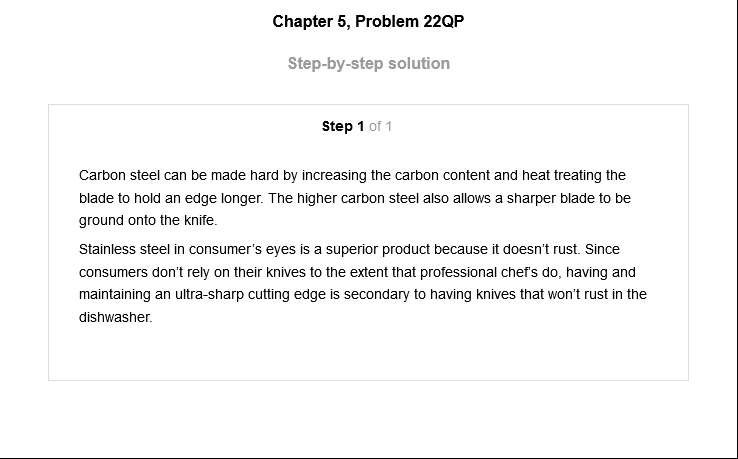 Chapter 5, Problem 22QP
Step-by-step solution
Step 1 of 1
Carbon steel can be made hard by increasing the carbon content and heat treating the
blade to hold an edge longer. The higher carbon steel also allows a sharper blade to be
ground onto the knife.
Stainless steel in consumer's eyes is a superior product because it doesn't rust. Since
consumers don't rely on their knives to the extent that professional chef's do, having and
maintaining an ultra-sharp cutting edge is secondary to having knives that won't rust in the
dishwasher.